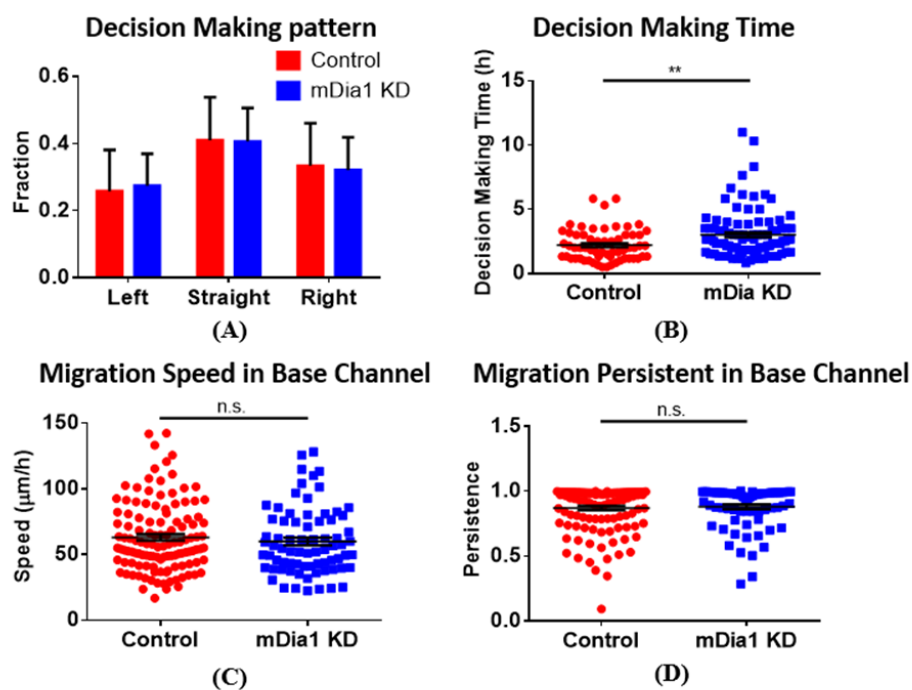 Decision Making pattern
Control
mDia1 KD
Fraction
0.6
0.4
0.2
0.0
Left Straight Right
(A)
Decision Making Time
**
Decision Making Time (h)
15
10
5
0
Control mDia KD
(B)
Migration Speed in Base Channel
n.s.
Speed (μm/h)
150
100
50
0
Control mDia1 KD
(C)
Migration Persistent in Base Channel
n.s.
Persistence
1.5
1.0
0.5
0.0
Control mDia1 KD
(D)